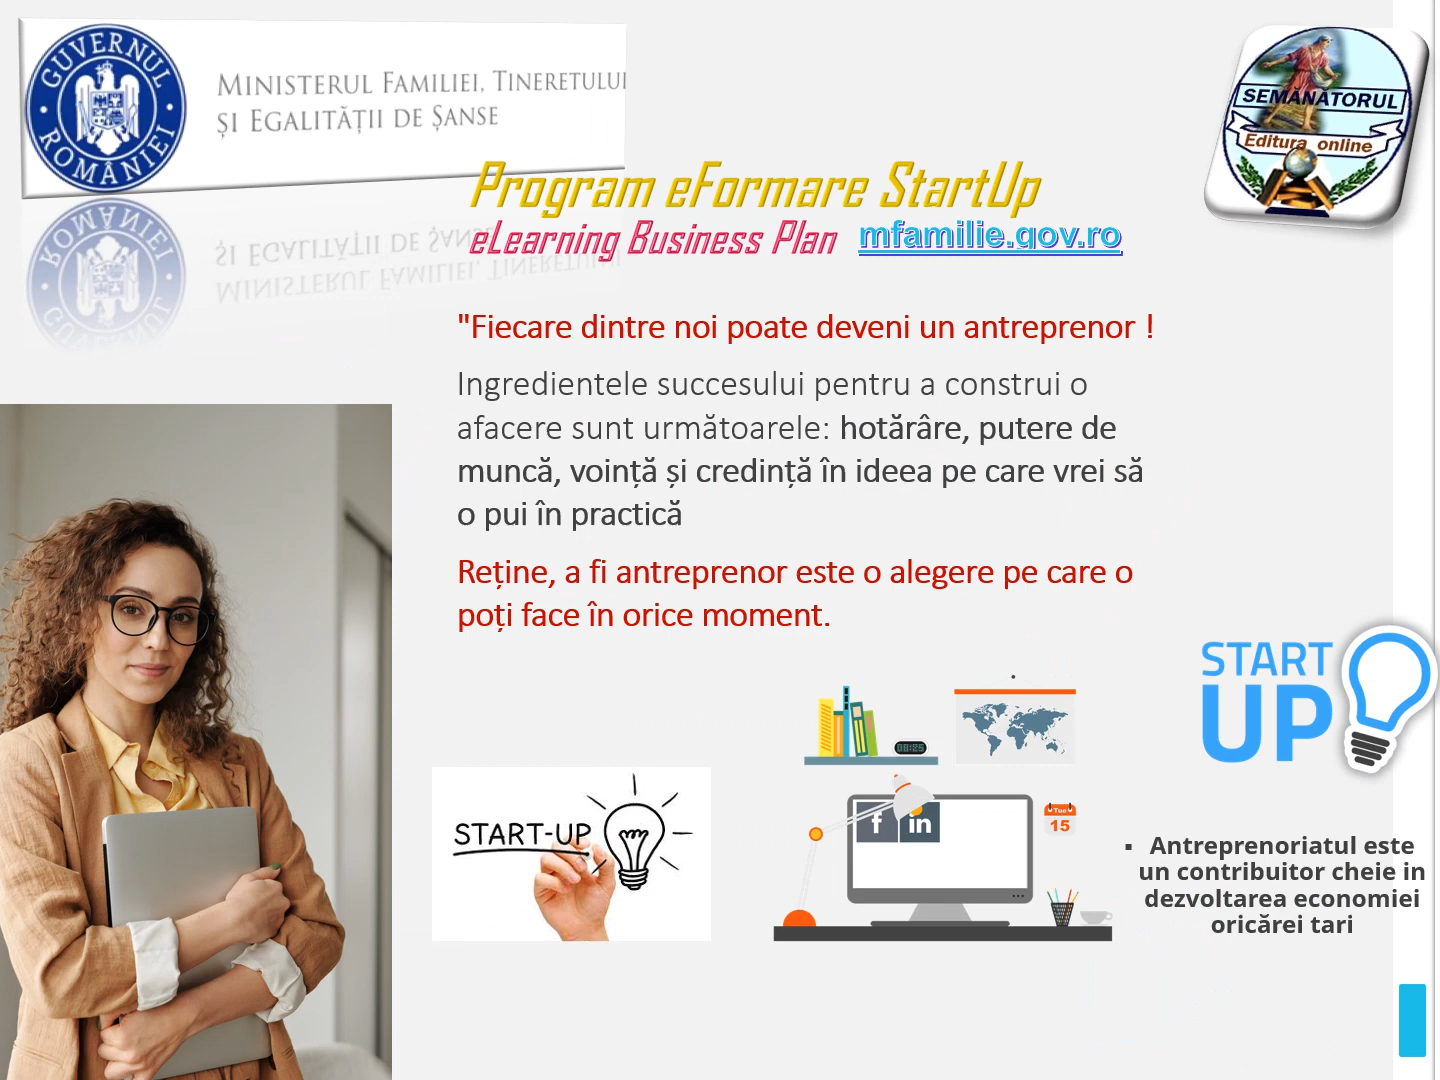 GUVERNUL ROMÂNIEI
MINISTERUL FAMILIEI, TINERETULUI
ȘI EGALITĂȚII DE ȘANSE
SEMĂNĂTORUL
Editura online
Program eFormare StartUp
eLearning Business Plan mfamilie.gov.ro
"Fiecare dintre noi poate deveni un antreprenor !
Ingredientele succesului pentru a construi o
afacere sunt următoarele: hotărâre, putere de
muncă, voință și credință în ideea pe care vrei să
o pui în practică
Reține, a fi antreprenor este o alegere pe care o
poți face în orice moment.
START
UP
08:25
START-UP
f in
Tue
15
▪ Antreprenoriatul este
un contribuitor cheie in
dezvoltarea economiei
oricărei tari